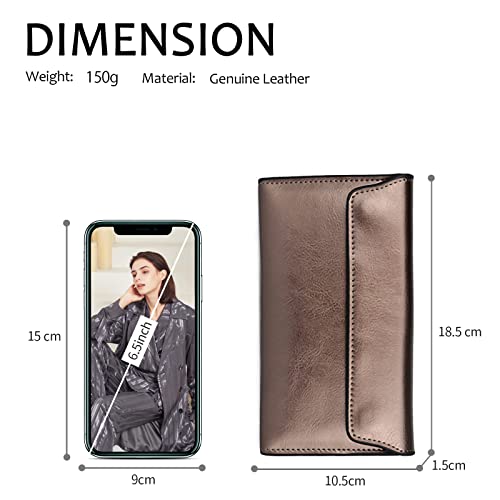 DIMENSION
Weight: 150g Material: Genuine Leather
15 cm
6.5inch
9cm
18.5 cm
1.5cm
10.5cm